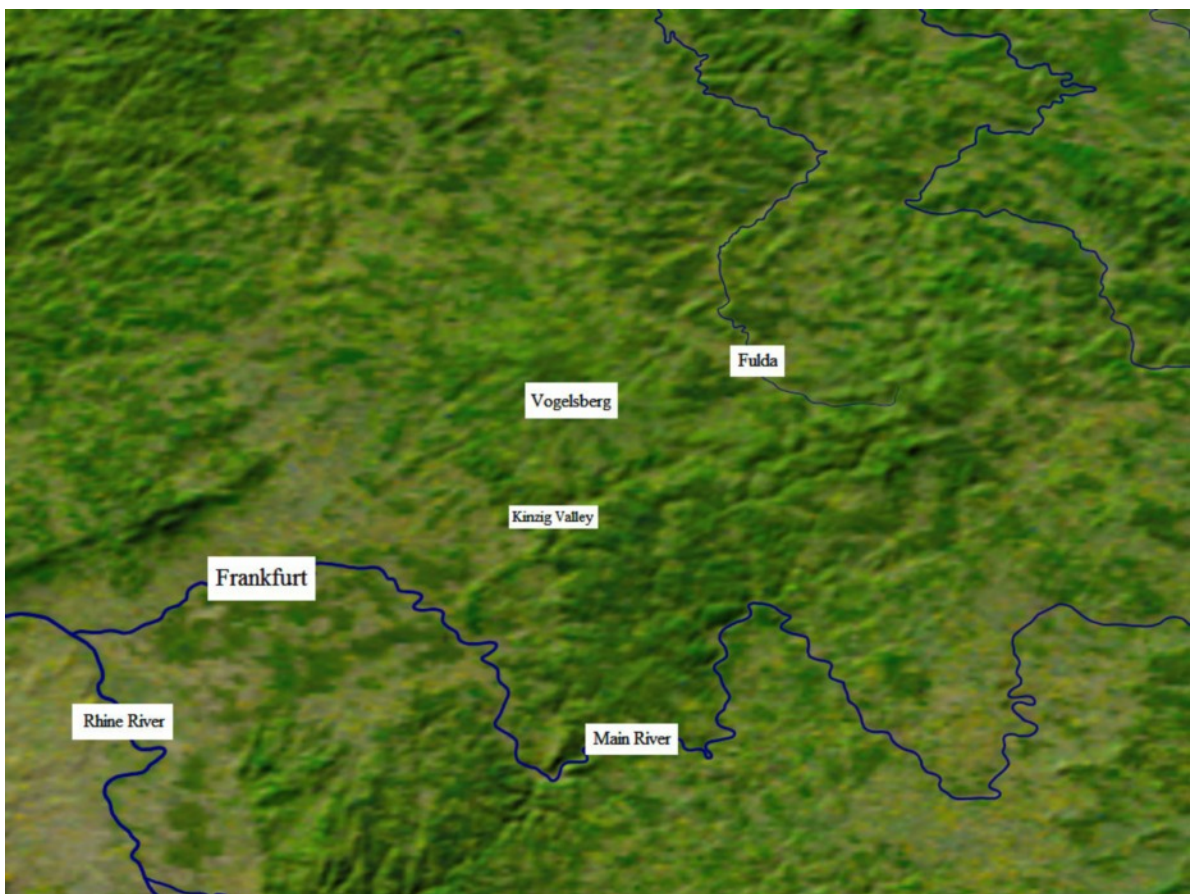 Fulda
Vogelsberg
Kinzig Valley
Frankfurt
Rhine River
Main River